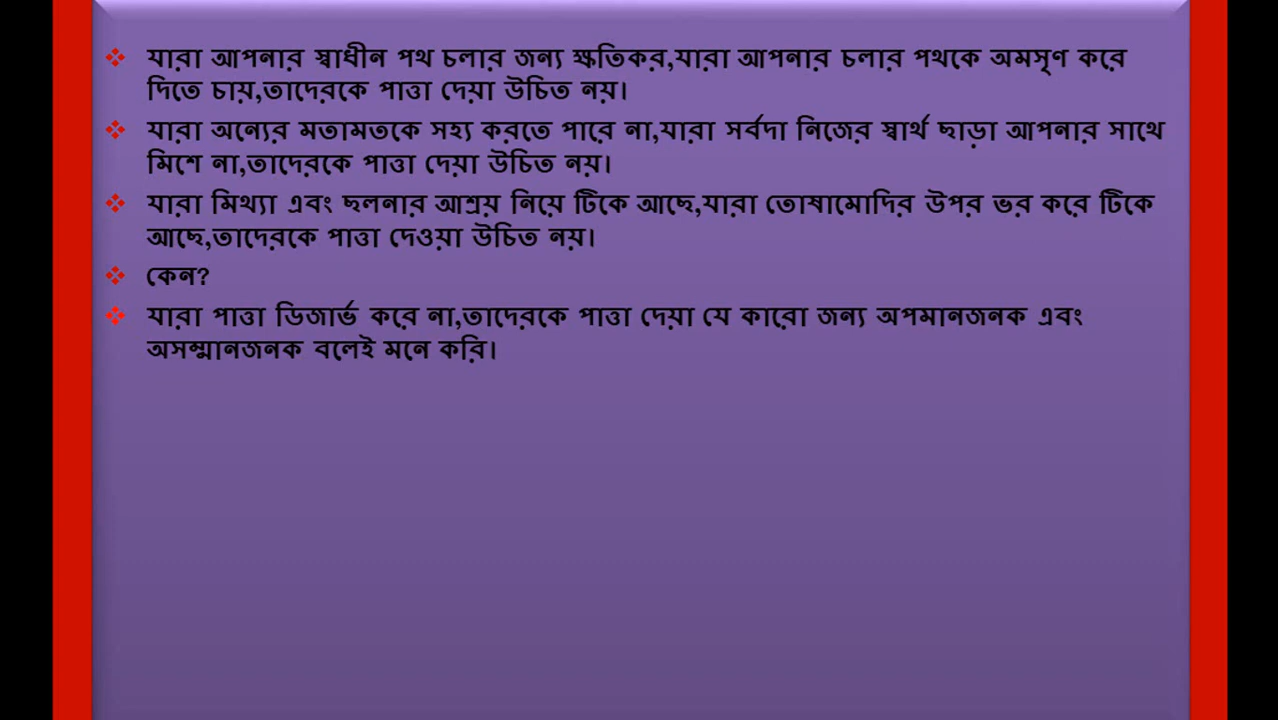 যারা আপনার স্বাধীন পথ চলার জন্য ক্ষতিকর,যারা আপনার চলার পথকে অমসৃণ করে
দিতে চায়,তাদেরকে পাত্তা দেয়া উচিত নয়।
যারা অন্যের মতামতকে সহ্য করতে পারে না,যারা সর্বদা নিজের স্বার্থ ছাড়া আপনার সাথে
মিশে না,তাদেরকে পাত্তা দেয়া উচিত নয়।
যারা মিথ্যা এবং ছলনার আশ্রয় নিয়ে টিকে আছে,যারা তোষামোদির উপর ভর করে টিকে
আছে,তাদেরকে পাত্তা দেওয়া উচিত নয়।
কেন?
যারা পাত্তা ডিজার্ভ করে না,তাদেরকে পাত্তা দেয়া যে কারো জন্য অপমানজনক এবং
অসম্মানজনক বলেই মনে করি।